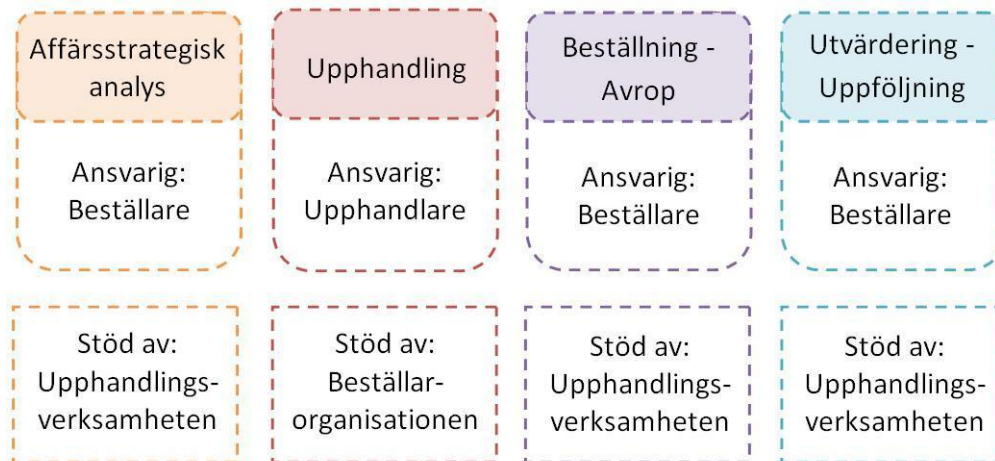 Affärsstrategisk
analys
Ansvarig:
Beställare
Stöd av:
Upphandlings-
verksamheten
Upphandling
Ansvarig:
Upphandlare
Stöd av:
Beställar-
organisationen
Beställning -
Avrop
Ansvarig:
Beställare
Stöd av:
Upphandlings-
verksamheten
Utvärdering -
Uppföljning
Ansvarig:
Beställare
Stöd av:
Upphandlings-
verksamheten